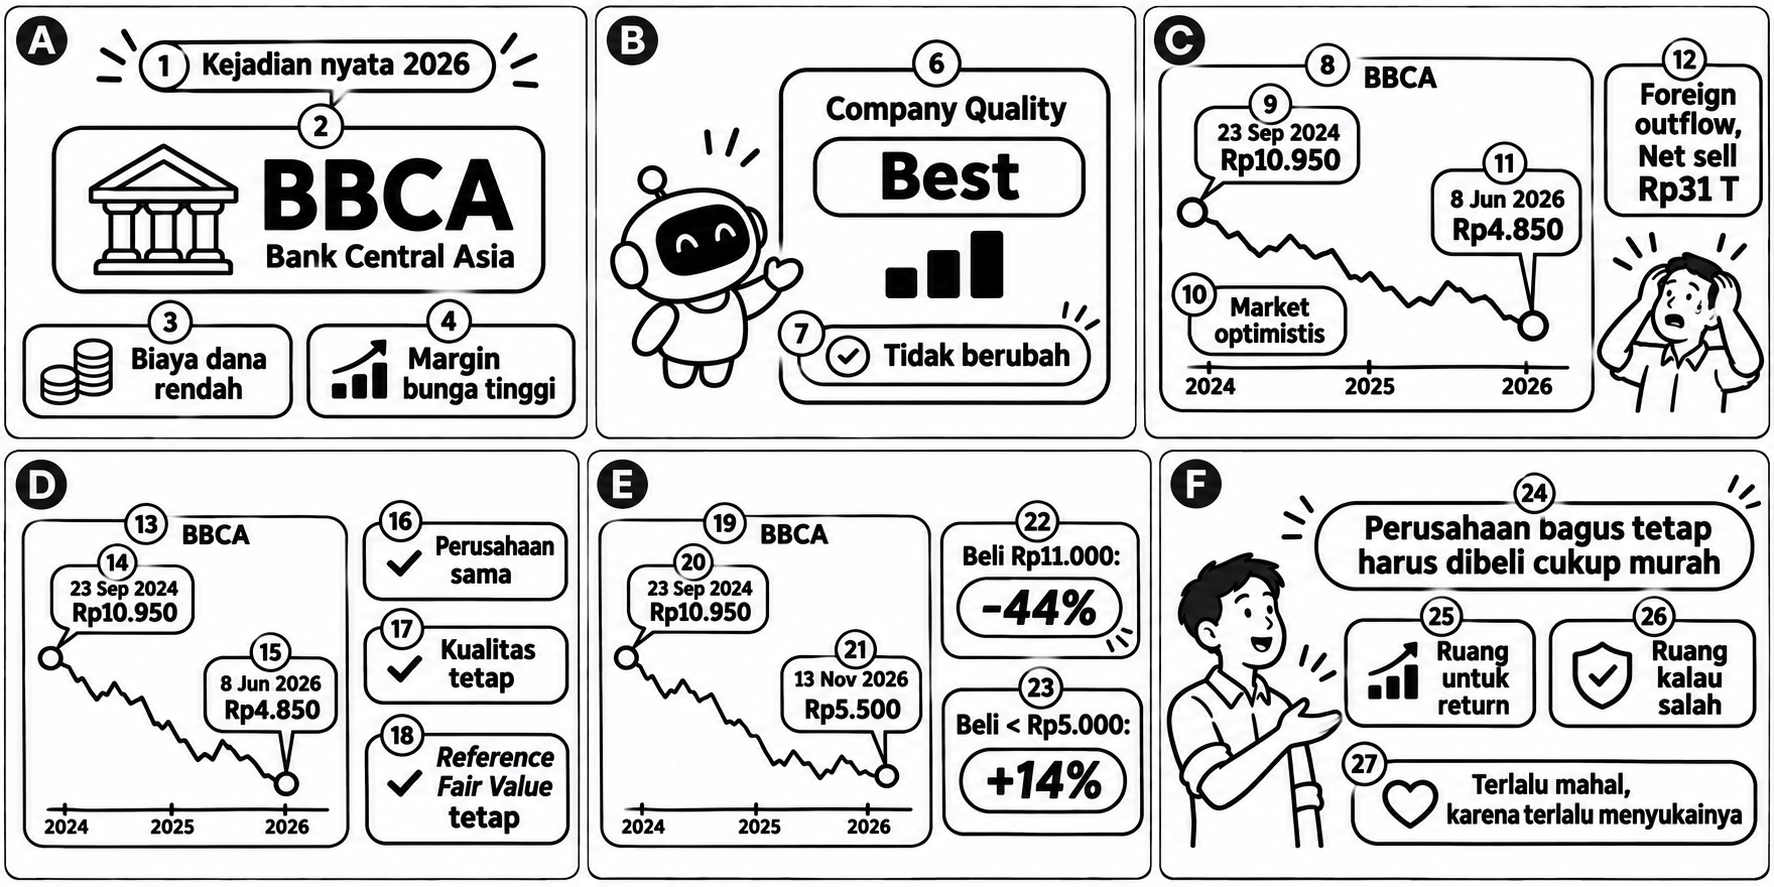 A
1 Kejadian nyata 2026
2
BBCA
Bank Central Asia
3
Biaya dana
rendah
4
Margin
bunga tinggi
B
6
Company Quality
Best
7
Tidak berubah
C
8 BBCA
9
23 Sep 2024
Rp10.950
10
Market
optimistis
11
8 Jun 2026
Rp4.850
2024 2025 2026
12
Foreign
outflow,
Net sell
Rp31 T
D
13 BBCA
14
23 Sep 2024
Rp10.950
15
8 Jun 2026
Rp4.850
2024 2025 2026
16
Perusahaan
sama
17
Kualitas
tetap
18
Reference
Fair Value
tetap
E
19 BBCA
20
23 Sep 2024
Rp10.950
21
13 Nov 2026
Rp5.500
2024 2025 2026
22
Beli Rp11.000:
-44%
23
Beli < Rp5.000:
+14%
F
24
Perusahaan bagus tetap
harus dibeli cukup murah
25
Ruang
untuk
return
26
Ruang
kalau
salah
27
Terlalu mahal,
karena terlalu menyukainya